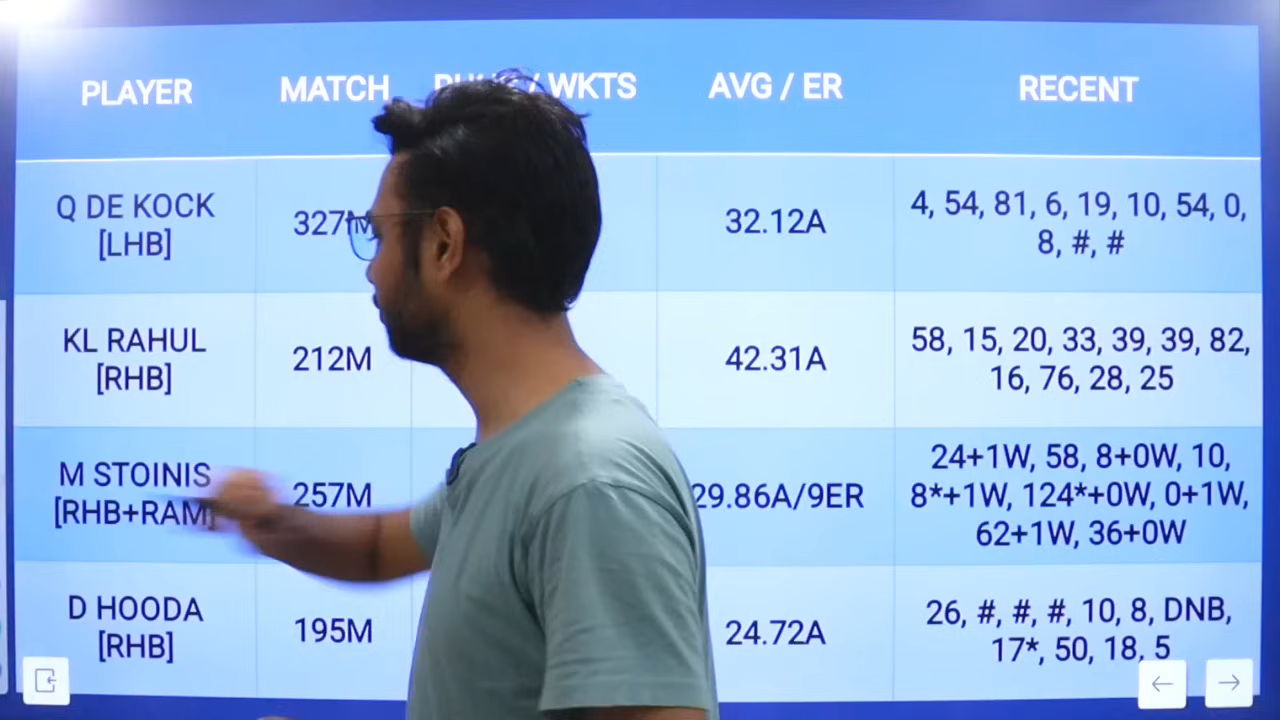 PLAYER
MATCH
/ WKTS
AVG / ER
RECENT
Q DE KOCK
[LHB]
327M
32.12A
4, 54, 81, 6, 19, 10, 54, 0,
8, #, #
KL RAHUL
[RHB]
212M
42.31A
58, 15, 20, 33, 39, 39, 82,
16, 76, 28, 25
M STOINIS
[RHB+RAM]
257M
29.86A/9ER
24+1W, 58, 8+0W, 10,
8*+1W, 124*+0W, 0+1W,
62+1W, 36+0W
D HOODA
[RHB]
195M
24.72A
26, #, #, #, 10, 8, DNB,
17*, 50, 18, 5